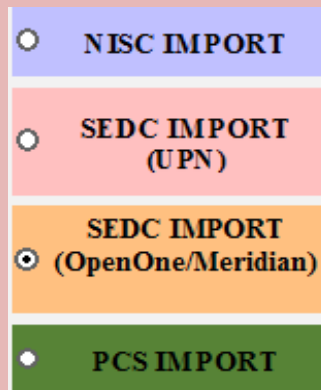 NISC IMPORT
SEDC IMPORT
(UPN)
SEDC IMPORT
(OpenOne/Meridian)
PCS IMPORT